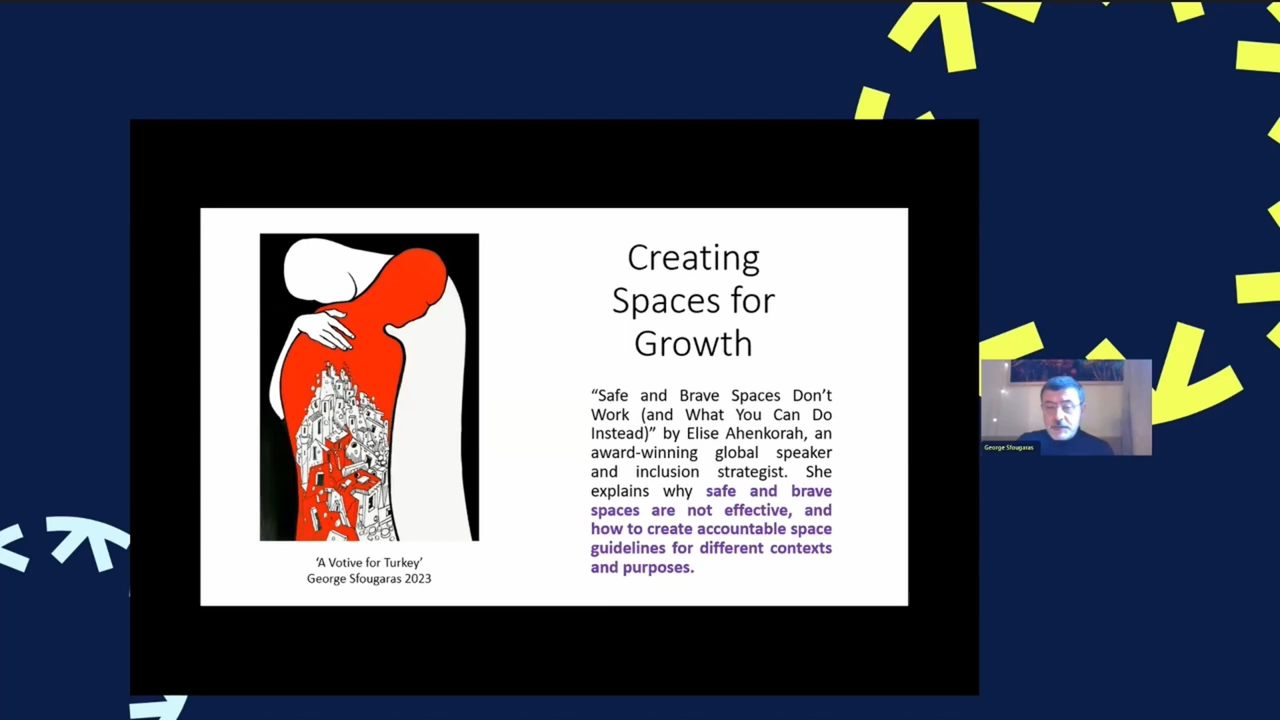 Creating
Spaces for
Growth
“Safe and Brave Spaces Don’t
Work (and What You Can Do
Instead)” by Elise Ahenkorah, an
award-winning global speaker
and inclusion strategist. She
explains why safe and brave
spaces are not effective, and
how to create accountable space
guidelines for different contexts
and purposes.
‘A Votive for Turkey’
George Sfougaras 2023
George Sfougaras